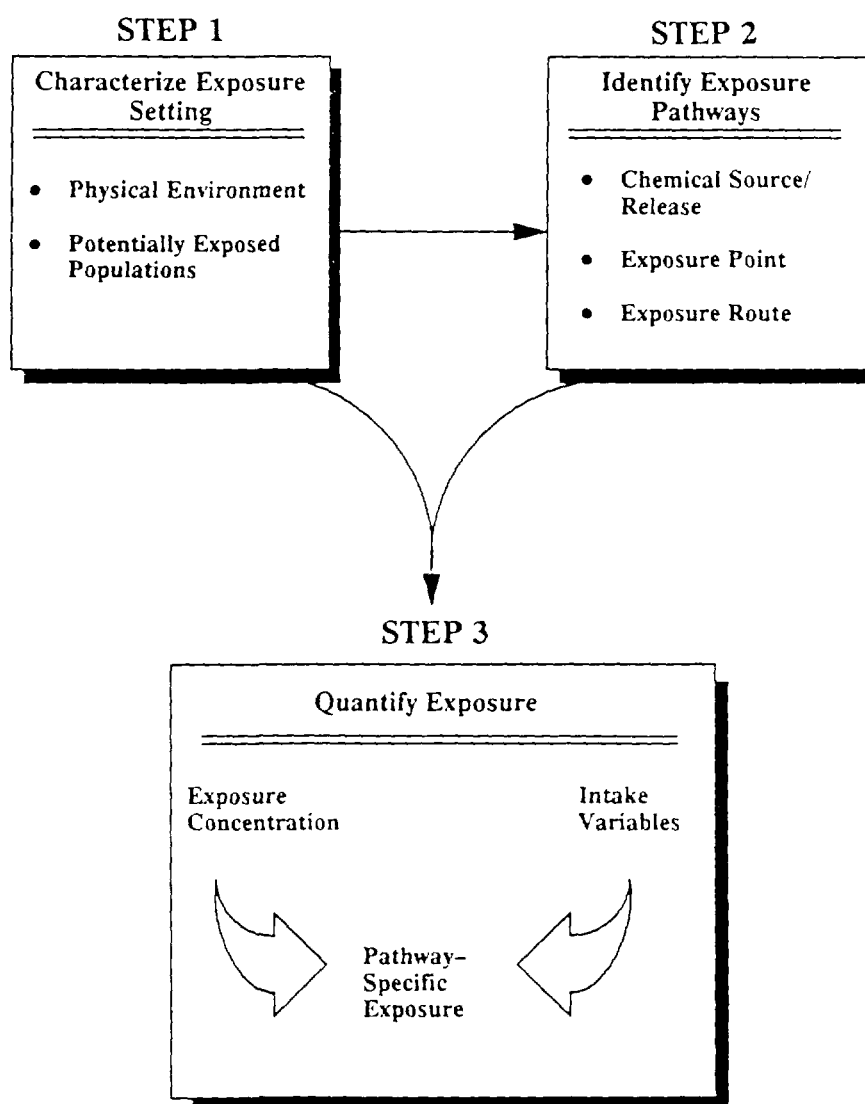 STEP 1
Characterize Exposure
Setting
• Physical Environment
• Potentially Exposed
Populations
STEP 2
Identify Exposure
Pathways
• Chemical Source/
Release
• Exposure Point
• Exposure Route
STEP 3
Quantify Exposure
Exposure
Concentration
Intake
Variables
Pathway-
Specific
Exposure